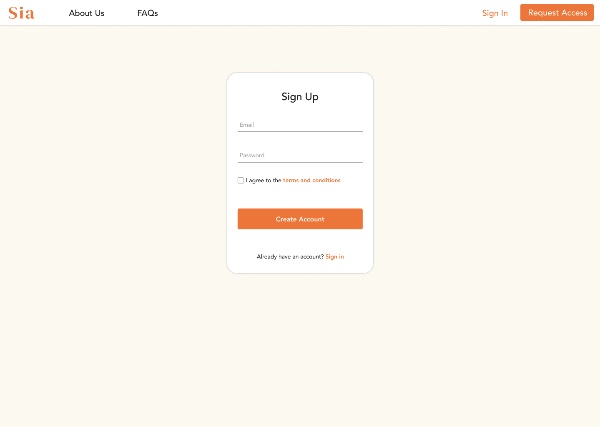 Sia
About Us
FAQs
Sign In
Request Access
Sign Up
Email
Password
I agree to the terms and conditions
Create Account
Already have an account? Sign in